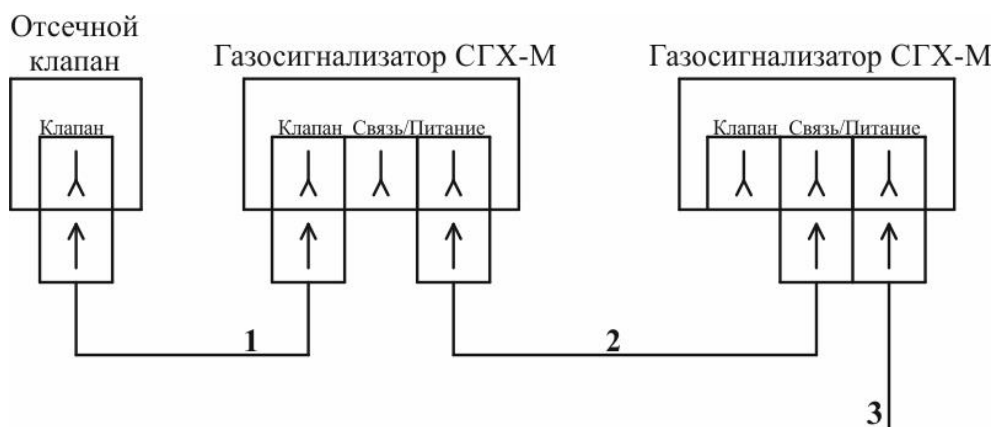 Отсечной
клапан
Газосигнализатор СГХ-М
Газосигнализатор СГХ-М
Клапан
Клапан Связь/Питание
Клапан Связь/Питание
1
2
3